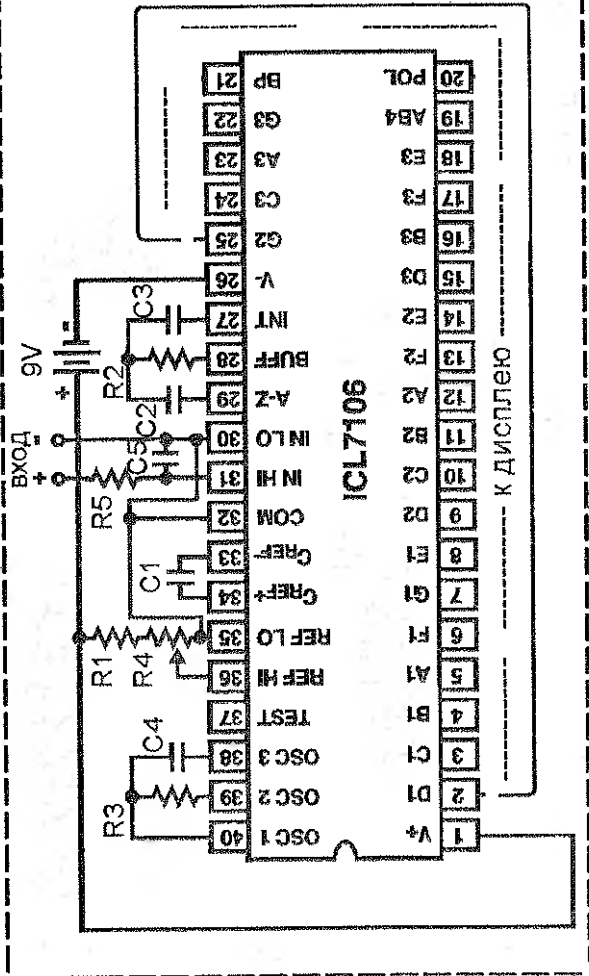 9V
+ -
ВХОД
+ -
R1
R4
R5
C5
C2
R2
C3
C1
R3
C4
40 39 38 37 36 35 34 33 32 31 30 29 28 27 26 25 24 23 22 21
OSC 1
OSC 2
OSC 3
TEST
REF HI
REF LO
CREF+
CREF-
COM
IN HI
IN LO
A-Z
BUFF
INT
V-
G2
C3
A3
G3
BP
ICL7106
V+
D1
C1
B1
A1
F1
G1
E1
D2
C2
B2
A2
F2
E2
D3
B3
F3
E3
AB4
POL
1 2 3 4 5 6 7 8 9 10 11 12 13 14 15 16 17 18 19 20
К ДИСПЛЕЮ